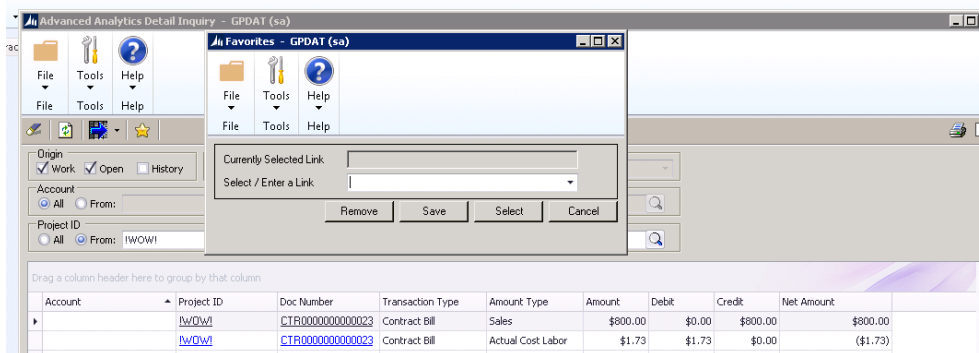 Advanced Analytics Detail Inquiry - GPDAT (sa)
File Tools Help
File Tools Help
Favorites - GPDAT (sa)
File Tools Help
File Tools Help
Currently Selected Link
Select / Enter a Link
Remove Save Select Cancel
Origin
Work Open History
Account
All From:
Project ID
All From: !WOW!
Drag a column header here to group by that column
Account Project ID Doc Number Transaction Type Amount Type Amount Debit Credit Net Amount
!WOW! CTR0000000000023 Contract Bill Sales $800.00 $0.00 $800.00 $800.00
!WOW! CTR0000000000023 Contract Bill Actual Cost Labor $1.73 $1.73 $0.00 ($1.73)